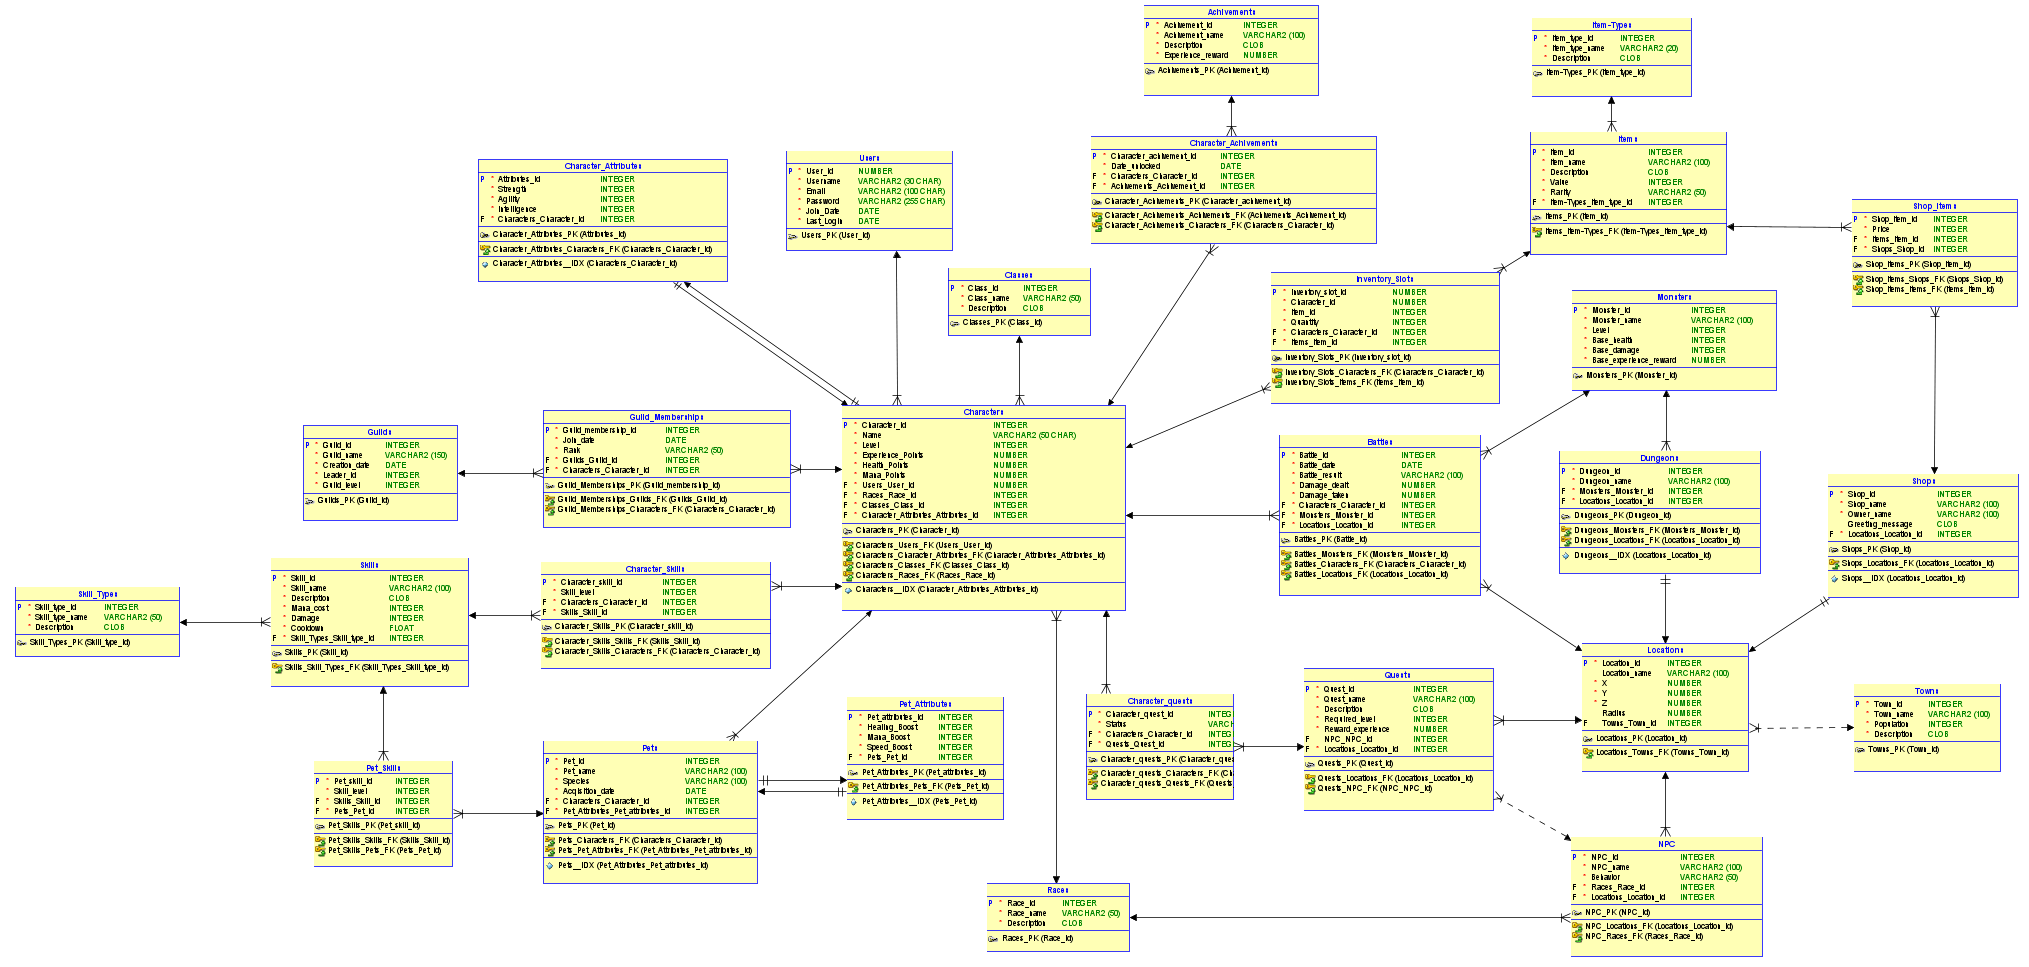 Achivements
P * Achivement_id INTEGER
* Achivement_name VARCHAR2 (100)
* Description CLOB
* Experience_reward NUMBER
Achivements_PK (Achivement_id)
Item-Types
P * Item_type_id INTEGER
* Item_type_name VARCHAR2 (20)
* Description CLOB
Item-Types_PK (Item_type_id)
Character_Attributes
P * Attributes_id INTEGER
* Strength INTEGER
* Agility INTEGER
* Intelligence INTEGER
F * Characters_Character_id INTEGER
Character_Attributes_PK (Attributes_id)
Character_Attributes_Characters_FK (Characters_Character_id)
Character_Attributes__IDX (Characters_Character_id)
Users
P * User_id NUMBER
* Username VARCHAR2 (30 CHAR)
* Email VARCHAR2 (100 CHAR)
* Password VARCHAR2 (255 CHAR)
* Join_Date DATE
* Last_Login DATE
Users_PK (User_id)
Character_Achivements
P * Character_achivement_id INTEGER
* Date_unlocked DATE
F * Characters_Character_id INTEGER
F * Achivements_Achivement_id INTEGER
Character_Achivements_PK (Character_achivement_id)
Character_Achivements_Achivements_FK (Achivements_Achivement_id)
Character_Achivements_Characters_FK (Characters_Character_id)
Items
P * Item_id INTEGER
* Item_name VARCHAR2 (100)
* Description CLOB
* Value INTEGER
* Rarity VARCHAR2 (50)
F * Item-Types_Item_type_id INTEGER
Items_PK (Item_id)
Items_Item-Types_FK (Item-Types_Item_type_id)
Shop_Items
P * Shop_Item_id INTEGER
* Price INTEGER
F * Items_Item_id INTEGER
F * Shops_Shop_id INTEGER
Shop_Items_PK (Shop_Item_id)
Shop_Items_Shops_FK (Shops_Shop_id)
Shop_Items_Items_FK (Items_Item_id)
Classes
P * Class_id INTEGER
* Class_name VARCHAR2 (50)
* Description CLOB
Classes_PK (Class_id)
Inventory_Slots
P * Inventory_slot_id NUMBER
* Character_id NUMBER
* Item_id INTEGER
* Quantity INTEGER
F * Characters_Character_id INTEGER
F * Items_Item_id INTEGER
Inventory_Slots_PK (Inventory_slot_id)
Inventory_Slots_Characters_FK (Characters_Character_id)
Inventory_Slots_Items_FK (Items_Item_id)
Monsters
P * Monster_id INTEGER
* Monster_name VARCHAR2 (100)
* Level INTEGER
* Base_health INTEGER
* Base_damage INTEGER
* Base_experience_reward NUMBER
Monsters_PK (Monster_id)
Guilds
P * Guild_id INTEGER
* Guild_name VARCHAR2 (150)
* Creation_date DATE
* Leader_id INTEGER
* Guild_level INTEGER
Guilds_PK (Guild_id)
Guild_Memberships
P * Guild_membership_id INTEGER
* Join_date DATE
* Rank VARCHAR2 (50)
F * Guilds_Guild_id INTEGER
F * Characters_Character_id INTEGER
Guild_Memberships_PK (Guild_membership_id)
Guild_Memberships_Guilds_FK (Guilds_Guild_id)
Guild_Memberships_Characters_FK (Characters_Character_id)
Characters
P * Character_id INTEGER
* Name VARCHAR2 (50 CHAR)
* Level INTEGER
* Experience_Points NUMBER
* Health_Points NUMBER
* Mana_Points NUMBER
F * Users_User_id NUMBER
F * Races_Race_id INTEGER
F * Classes_Class_id INTEGER
F * Character_Attributes_Attributes_id INTEGER
Characters_PK (Character_id)
Characters_Users_FK (Users_User_id)
Characters_Character_Attributes_FK (Character_Attributes_Attributes_id)
Characters_Classes_FK (Classes_Class_id)
Characters_Races_FK (Races_Race_id)
Characters__IDX (Character_Attributes_Attributes_id)
Battles
P * Battle_id INTEGER
* Battle_date DATE
* Battle_result VARCHAR2 (100)
* Damage_dealt NUMBER
* Damage_taken NUMBER
F * Characters_Character_id INTEGER
F * Monsters_Monster_id INTEGER
F * Locations_Location_id INTEGER
Battles_PK (Battle_id)
Battles_Monsters_FK (Monsters_Monster_id)
Battles_Characters_FK (Characters_Character_id)
Battles_Locations_FK (Locations_Location_id)
Dungeons
P * Dungeon_id INTEGER
* Dungeon_name VARCHAR2 (100)
F * Monsters_Monster_id INTEGER
F * Locations_Location_id INTEGER
Dungeons_PK (Dungeon_id)
Dungeons_Monsters_FK (Monsters_Monster_id)
Dungeons_Locations_FK (Locations_Location_id)
Dungeons__IDX (Locations_Location_id)
Shops
P * Shop_id INTEGER
* Shop_name VARCHAR2 (100)
* Owner_name VARCHAR2 (100)
Greeting_message CLOB
F * Locations_Location_id INTEGER
Shops_PK (Shop_id)
Shops_Locations_FK (Locations_Location_id)
Shops__IDX (Locations_Location_id)
Skill_Types
P * Skill_type_id INTEGER
* Skill_type_name VARCHAR2 (50)
* Description CLOB
Skill_Types_PK (Skill_type_id)
Skills
P * Skill_id INTEGER
* Skill_name VARCHAR2 (100)
* Description CLOB
* Mana_cost INTEGER
* Damage INTEGER
* Cooldown FLOAT
F * Skill_Types_Skill_type_id INTEGER
Skills_PK (Skill_id)
Skills_Skill_Types_FK (Skill_Types_Skill_type_id)
Character_Skills
P * Character_skill_id INTEGER
* Skill_level INTEGER
F * Characters_Character_id INTEGER
F * Skills_Skill_id INTEGER
Character_Skills_PK (Character_skill_id)
Character_Skills_Skills_FK (Skills_Skill_id)
Character_Skills_Characters_FK (Characters_Character_id)
Locations
P * Location_id INTEGER
Location_name VARCHAR2 (100)
* X NUMBER
* Y NUMBER
* Z NUMBER
Radius NUMBER
F Towns_Town_id INTEGER
Locations_PK (Location_id)
Locations_Towns_FK (Towns_Town_id)
Towns
P * Town_id INTEGER
* Town_name VARCHAR2 (100)
* Population INTEGER
* Description CLOB
Towns_PK (Town_id)
Quests
P * Quest_id INTEGER
* Quest_name VARCHAR2 (100)
* Description CLOB
* Required_level INTEGER
* Reward_experience NUMBER
F NPC_NPC_id INTEGER
F * Locations_Location_id INTEGER
Quests_PK (Quest_id)
Quests_Locations_FK (Locations_Location_id)
Quests_NPC_FK (NPC_NPC_id)
Character_quests
P * Character_quest_id INTEG
* Status VARCH
F * Characters_Character_id INTEG
F * Quests_Quest_id INTEG
Character_quests_PK (Character_ques
Character_quests_Characters_FK (Ch
Character_quests_Quests_FK (Quests
Pet_Attributes
P * Pet_attributes_id INTEGER
* Healing_Boost INTEGER
* Mana_Boost INTEGER
* Speed_Boost INTEGER
F * Pets_Pet_id INTEGER
Pet_Attributes_PK (Pet_attributes_id)
Pet_Attributes_Pets_FK (Pets_Pet_id)
Pet_Attributes__IDX (Pets_Pet_id)
Pets
P * Pet_id INTEGER
* Pet_name VARCHAR2 (100)
* Species VARCHAR2 (100)
* Acqisition_date DATE
F * Characters_Character_id INTEGER
F * Pet_Attributes_Pet_attributes_id INTEGER
Pets_PK (Pet_id)
Pets_Characters_FK (Characters_Character_id)
Pets_Pet_Attributes_FK (Pet_Attributes_Pet_attributes_id)
Pets__IDX (Pet_Attributes_Pet_attributes_id)
Pet_Skills
P * Pet_skill_id INTEGER
* Skill_level INTEGER
F * Skills_Skill_id INTEGER
F * Pets_Pet_id INTEGER
Pet_Skills_PK (Pet_skill_id)
Pet_Skills_Skills_FK (Skills_Skill_id)
Pet_Skills_Pets_FK (Pets_Pet_id)
NPC
P * NPC_id INTEGER
* NPC_name VARCHAR2 (100)
* Behavior VARCHAR2 (50)
F * Races_Race_id INTEGER
F * Locations_Location_id INTEGER
NPC_PK (NPC_id)
NPC_Locations_FK (Locations_Location_id)
NPC_Races_FK (Races_Race_id)
Races
P * Race_id INTEGER
* Race_name VARCHAR2 (50)
* Description CLOB
Races_PK (Race_id)